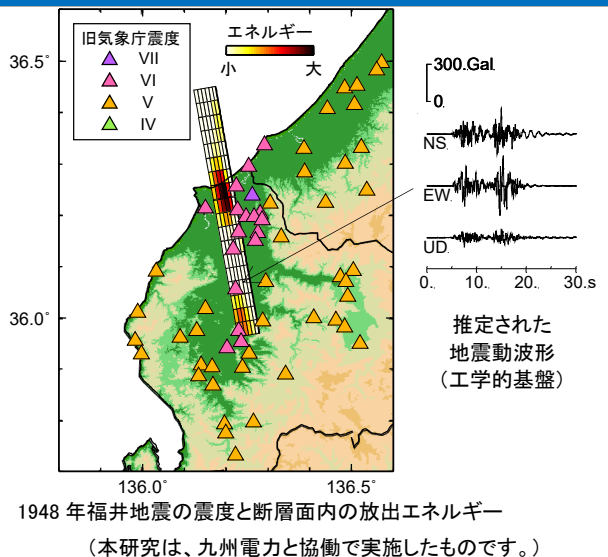 旧気象庁震度
VII
VI
V
IV
エネルギー
小 大
36.5°
36.0°
136.0°
136.5°
300.Gal.
0.
NS.
EW.
UD.
0. 10. 20. 30.s
推定された
地震動波形
（工学的基盤）
1948 年福井地震の震度と断層面内の放出エネルギー
（本研究は、九州電力と協働で実施したものです。）